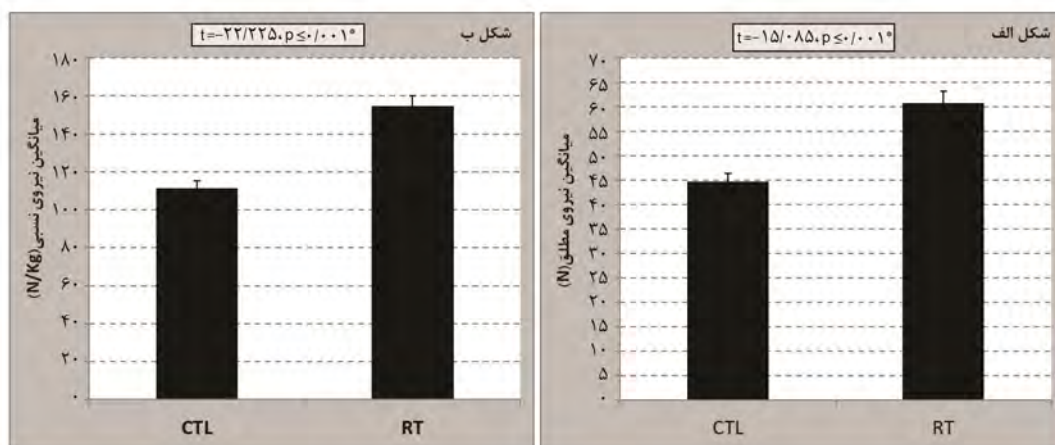 شکل الف
t=-۱۵/۰۸۵، p ≤۰/۰۰۱*
میانگین نیروی مطلق(N)
۷۰
۶۵
۶۰
۵۵
۵۰
۴۵
۴۰
۳۵
۳۰
۲۵
۲۰
۱۵
۱۰
۵
۰
CTL
RT
شکل ب
t=-۲۲/۲۲۵، p ≤۰/۰۰۱*
میانگین نیروی نسبی(N/Kg)
۱۸۰
۱۶۰
۱۴۰
۱۲۰
۱۰۰
۸۰
۶۰
۴۰
۲۰
۰
CTL
RT